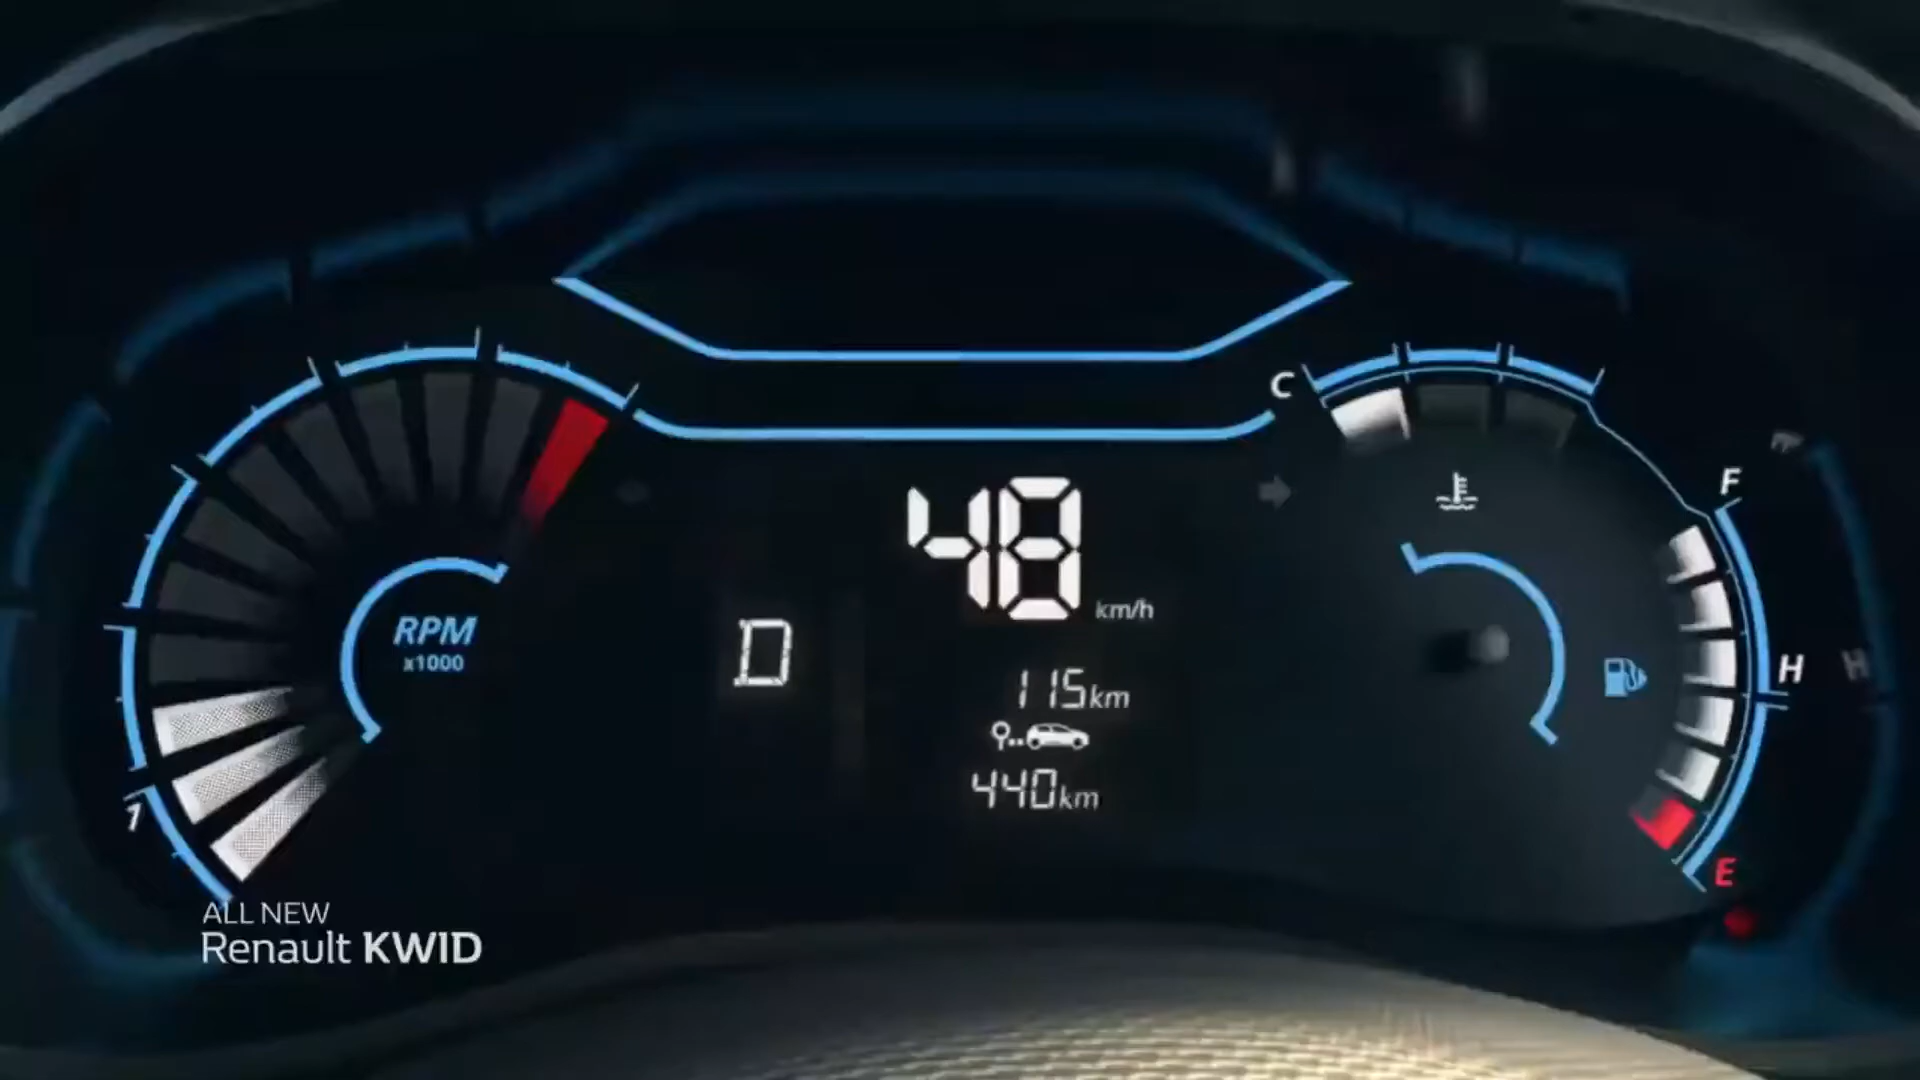 C
F
48 km/h
RPM
x1000
D
H
H
115km
440km
1
E
ALL NEW
Renault KWID